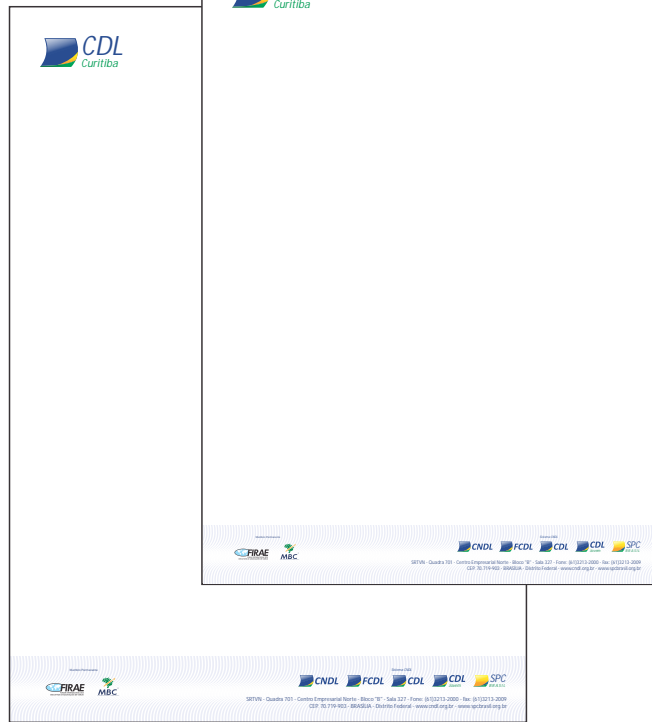 Curitiba
CDL
Curitiba
FIRAE
MBC
CNDL
FCDL
CDL
CDL
SPC
SRTVN - Quadra 701 - Centro Empresarial Norte - Bloco "B" - Sala 327 - Fone: (61)3213-2000 - fax: (61)3213-2009
CEP 70.719-903 - BRASÍLIA - Distrito Federal - www.cndl.org.br - www.spcbrasil.org.br
FIRAE
MBC
CNDL
FCDL
CDL
CDL
SPC
SRTVN - Quadra 701 - Centro Empresarial Norte - Bloco "B" - Sala 327 - Fone: (61)3213-2000 - fax: (61)3213-2009
CEP 70.719-903 - BRASÍLIA - Distrito Federal - www.cndl.org.br - www.spcbrasil.org.br